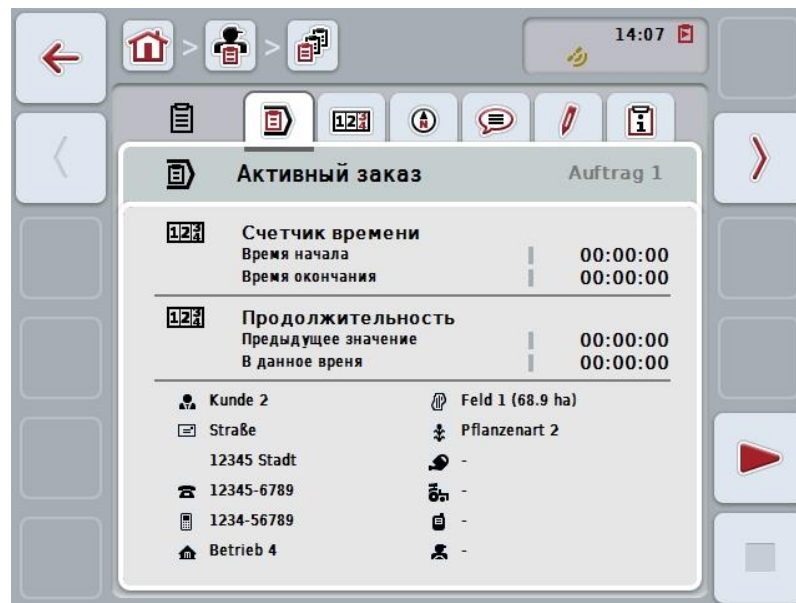 14:07
Активный заказ Auftrag 1
Счетчик времени
Время начала 00:00:00
Время окончания 00:00:00
Продолжительность
Предыдущее значение 00:00:00
В данное вреня 00:00:00
Kunde 2 Feld 1 (68.9 ha)
Straße Pflanzenart 2
12345 Stadt -
12345-6789 -
1234-56789 -
Betrieb 4 -